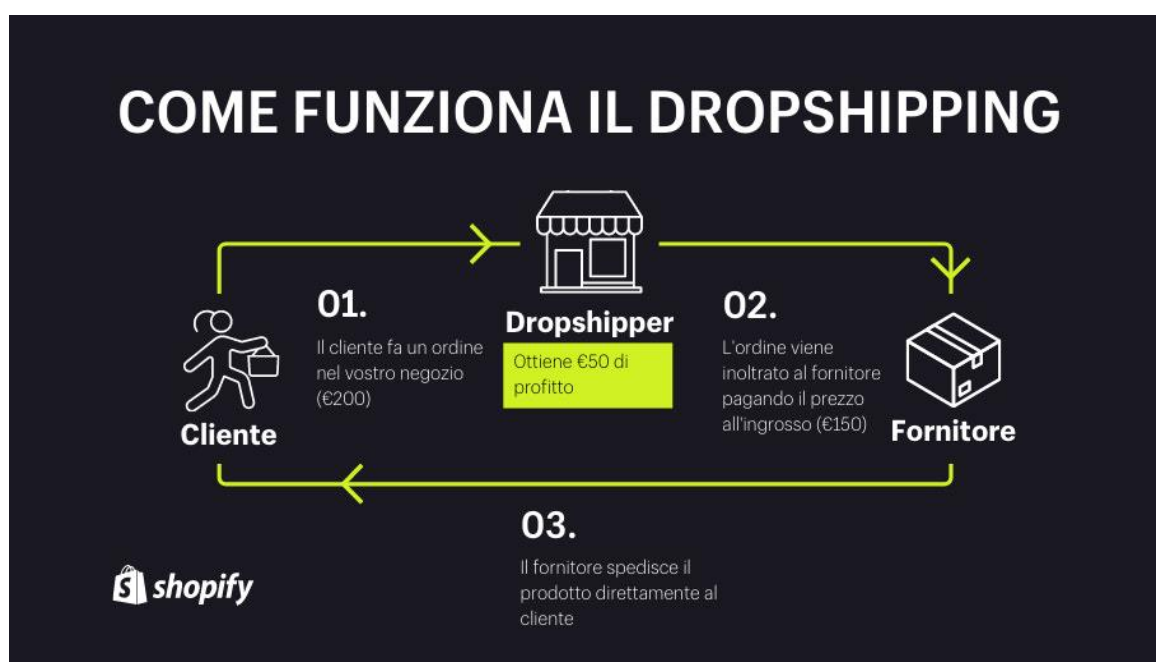 COME FUNZIONA IL DROPSHIPPING
01.
Il cliente fa un ordine
nel vostro negozio
(€200)
Cliente
Dropshipper
Ottiene €50 di
profitto
02.
L'ordine viene
inoltrato al fornitore
pagando il prezzo
all'ingrosso (€150)
Fornitore
03.
Il fornitore spedisce il
prodotto direttamente al
cliente
shopify